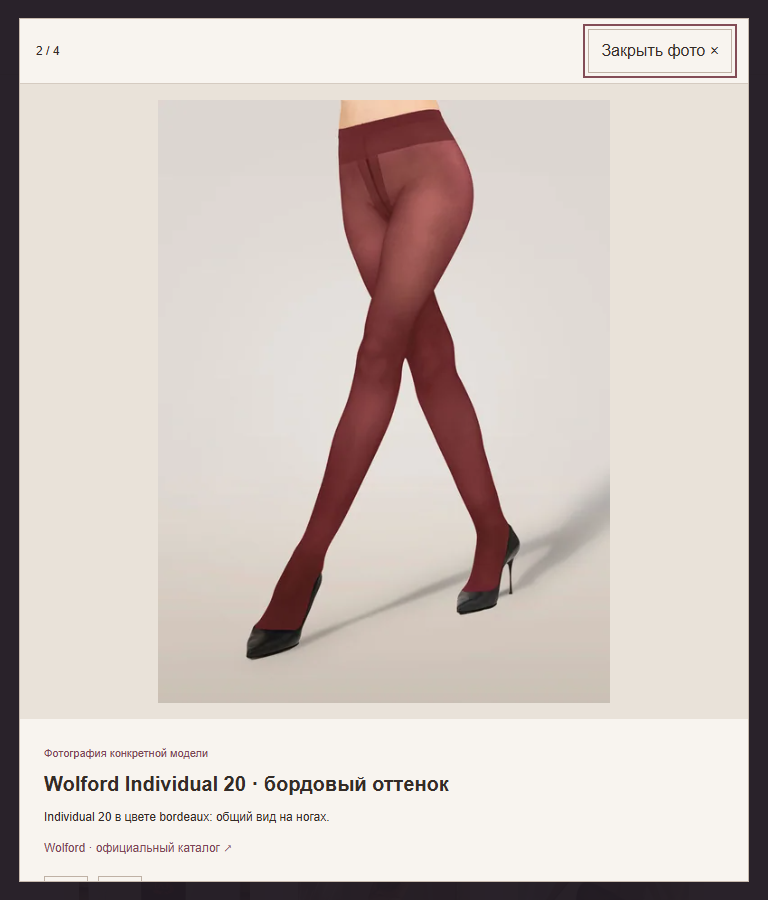 2 / 4
Закрыть фото ×
Фотография конкретной модели
Wolford Individual 20 · бордовый оттенок
Individual 20 в цвете bordeaux: общий вид на ногах.
Wolford · официальный каталог ↗